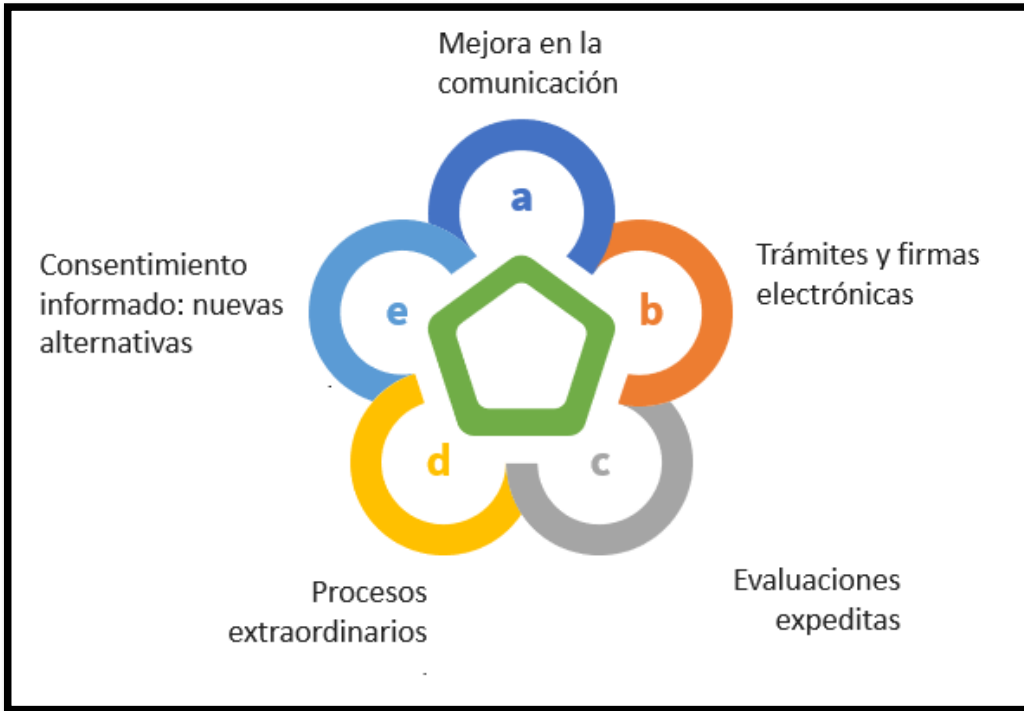 Mejora en la
comunicación
a
Trámites y firmas
electrónicas
b
Evaluaciones
expeditas
c
Procesos
extraordinarios
d
Consentimiento
informado: nuevas
alternativas
e